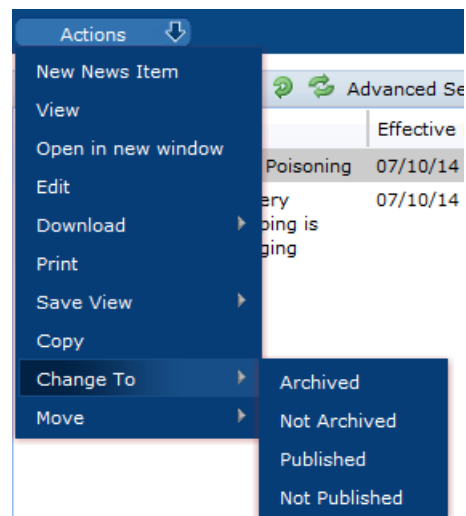 Actions
New News Item
View
Open in new window
Edit
Download
Print
Save View
Copy
Change To
Move
Archived
Not Archived
Published
Not Published
Advanced Se
Effective
Poisoning 07/10/14
ery 07/10/14
ping is
ging